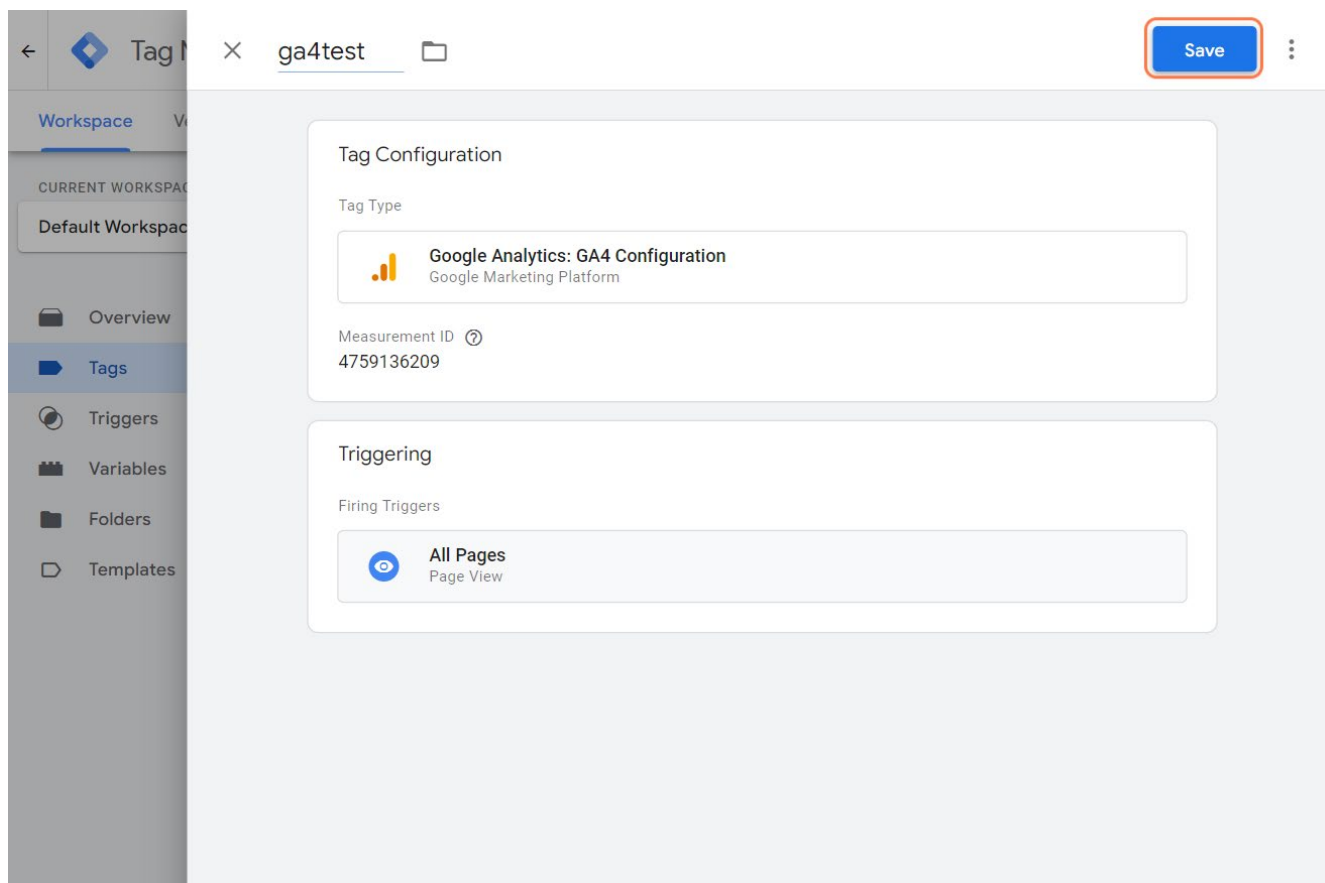 Tag M
ga4test
Save
Workspace Ve
CURRENT WORKSPAC
Default Workspac
Overview
Tags
Triggers
Variables
Folders
Templates
Tag Configuration
Tag Type
Google Analytics: GA4 Configuration
Google Marketing Platform
Measurement ID
4759136209
Triggering
Firing Triggers
All Pages
Page View